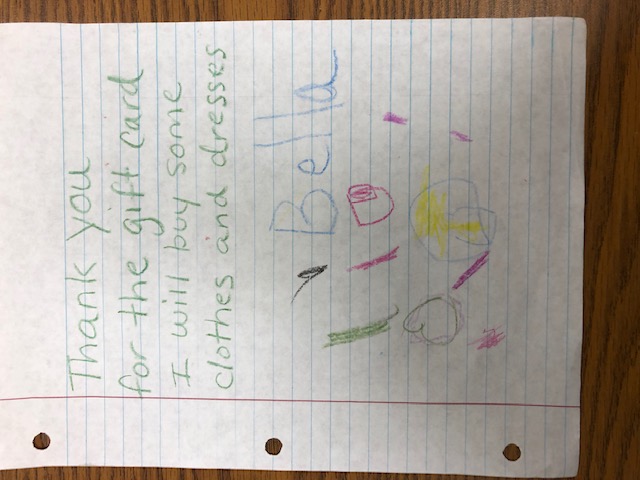 Thank you
for the gift card
I will buy some
clothes and dresses
Bella